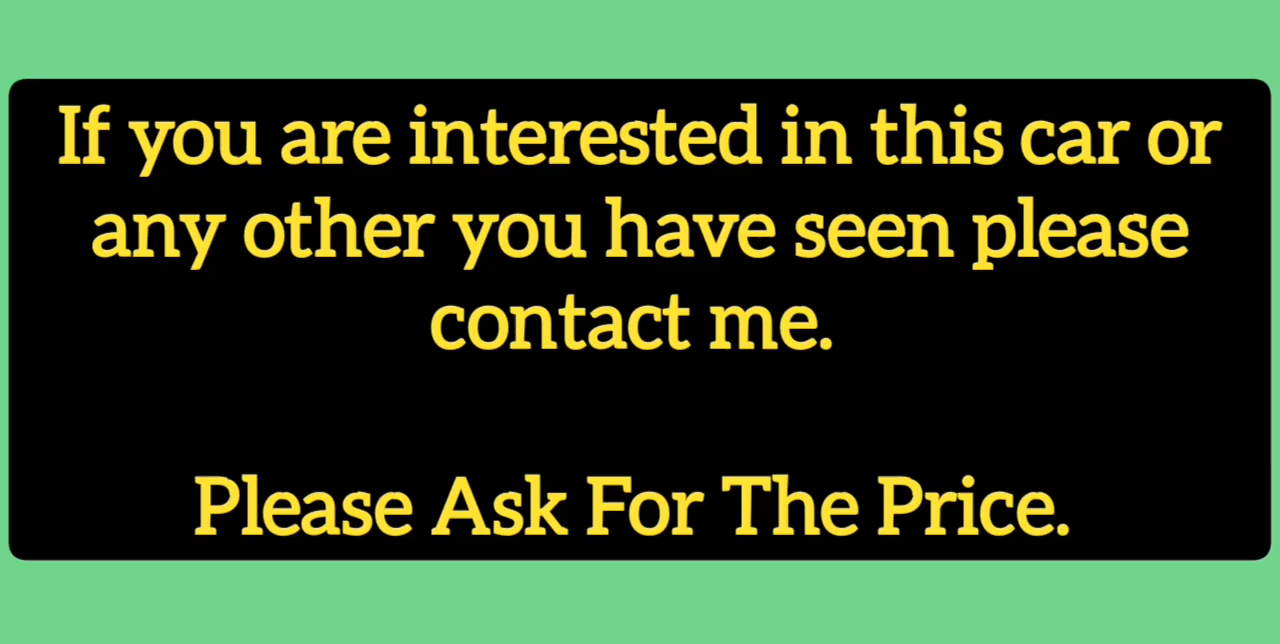 If you are interested in this car or
any other you have seen please
contact me.
Please Ask For The Price.